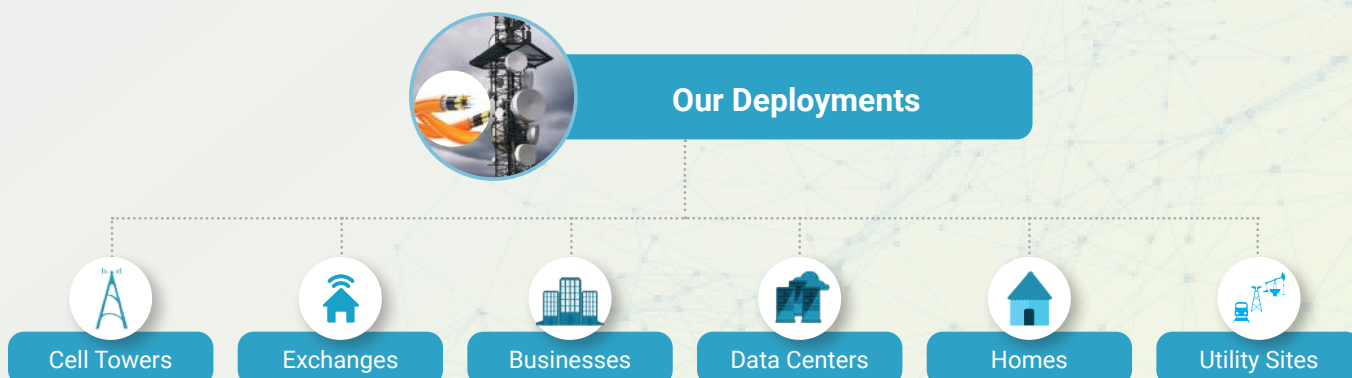 Our Deployments
Cell Towers
Exchanges
Businesses
Data Centers
Homes
Utility Sites